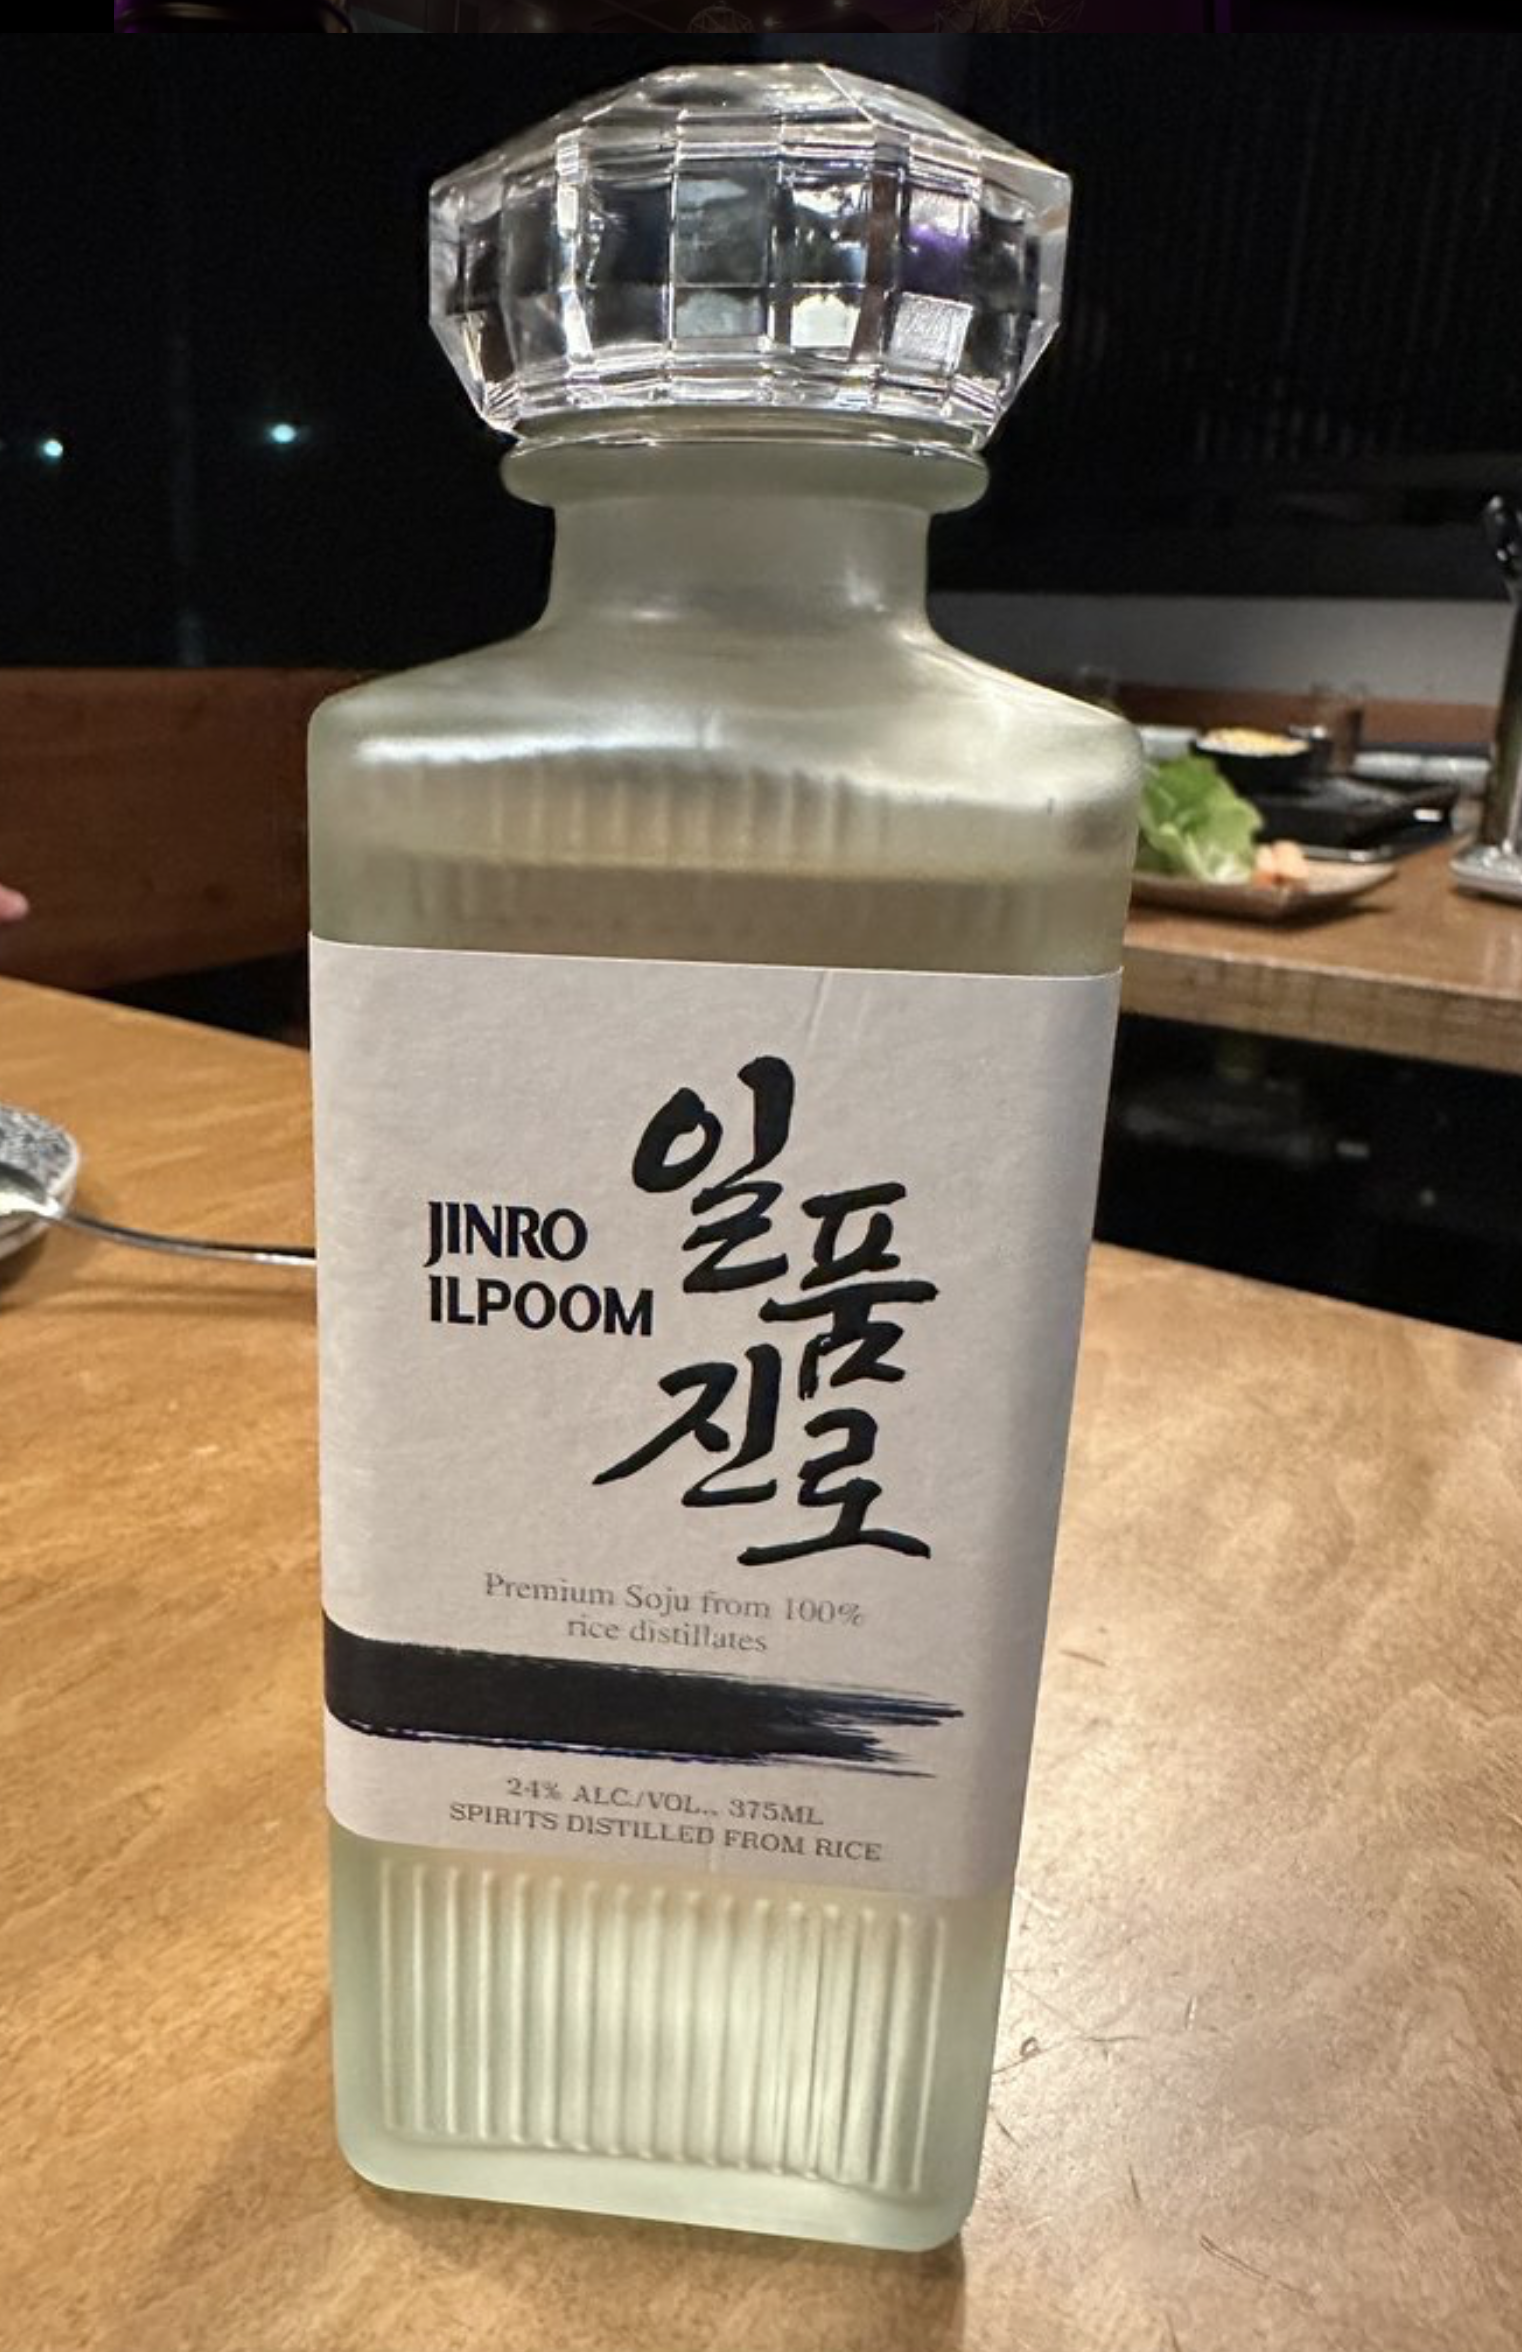 JINRO
ILPOOM
일품
진로
Premium Soju from 100%
rice distillates
24% ALC./VOL., 375ML
SPIRITS DISTILLED FROM RICE